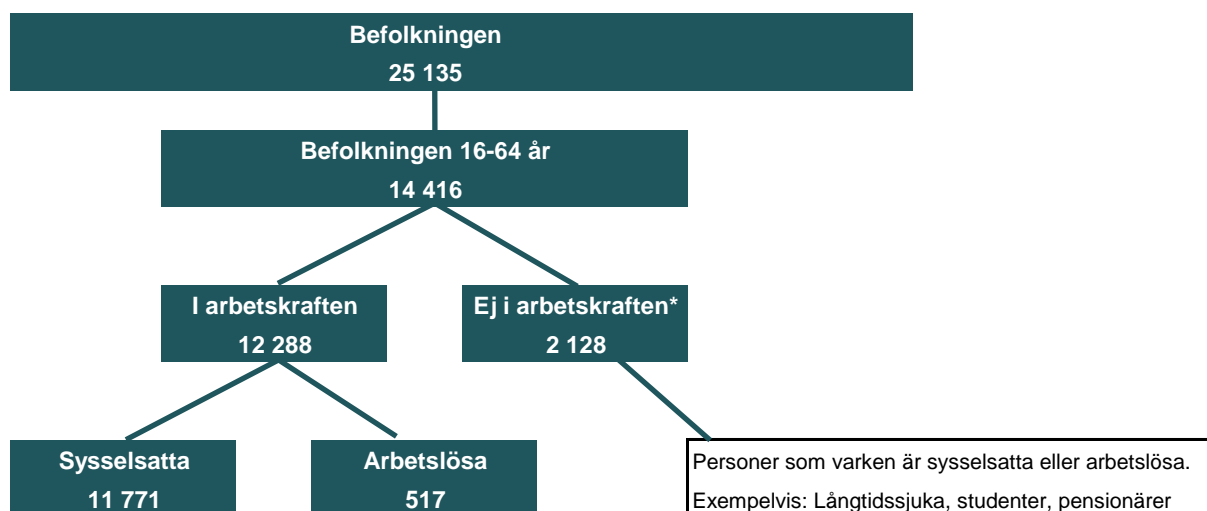 Befolkningen
25 135
Befolkningen 16-64 år
14 416
I arbetskraften
12 288
Ej i arbetskraften*
2 128
Sysselsatta
11 771
Arbetslösa
517
Personer som varken är sysselsatta eller arbetslösa.
Exempelvis: Långtidssjuka, studenter, pensionärer